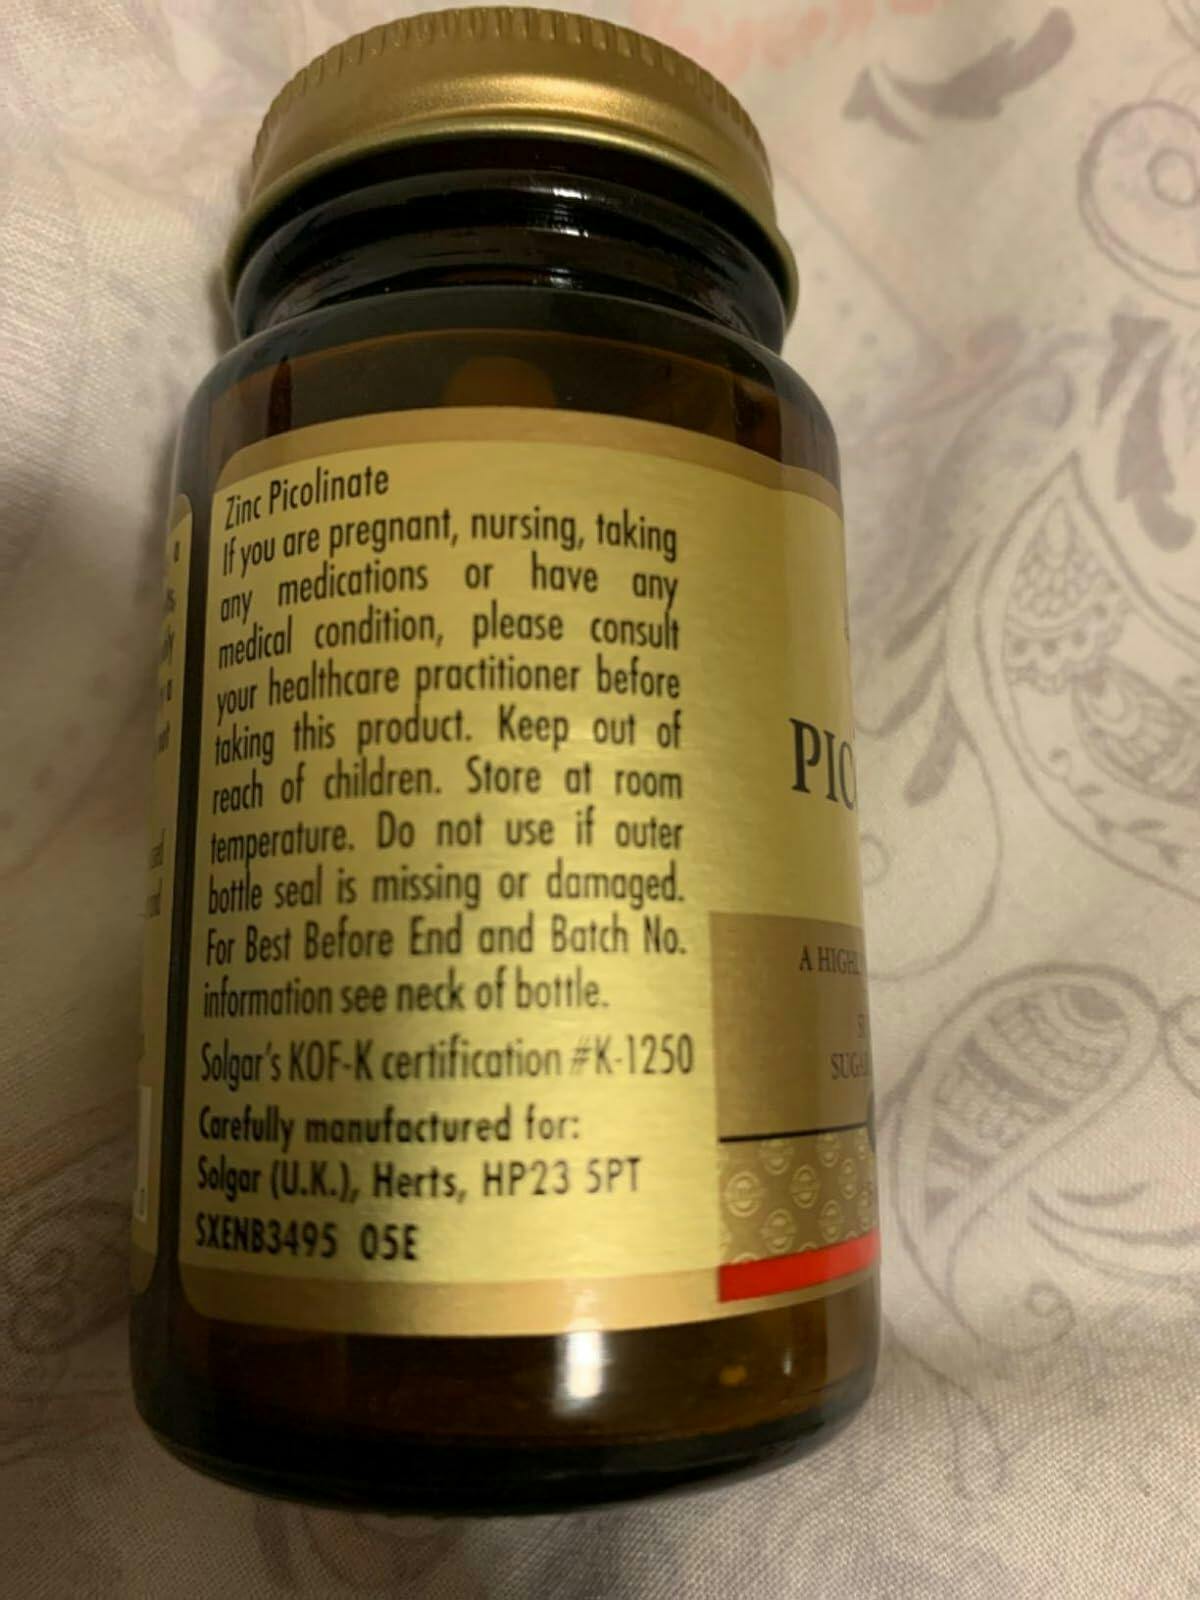 Zinc Picolinate
If you are pregnant, nursing, taking
any medications or have any
medical condition, please consult
your healthcare practitioner before
taking this product. Keep out of
reach of children. Store at room
temperature. Do not use if outer
bottle seal is missing or damaged.
For Best Before End and Batch No.
information see neck of bottle.
Solgar's KOF-K certification #K-1250
Carefully manufactured for:
Solgar (U.K.), Herts, HP23 5PT
SXENB3495 05E
PIC
A HIGHL
SUGA